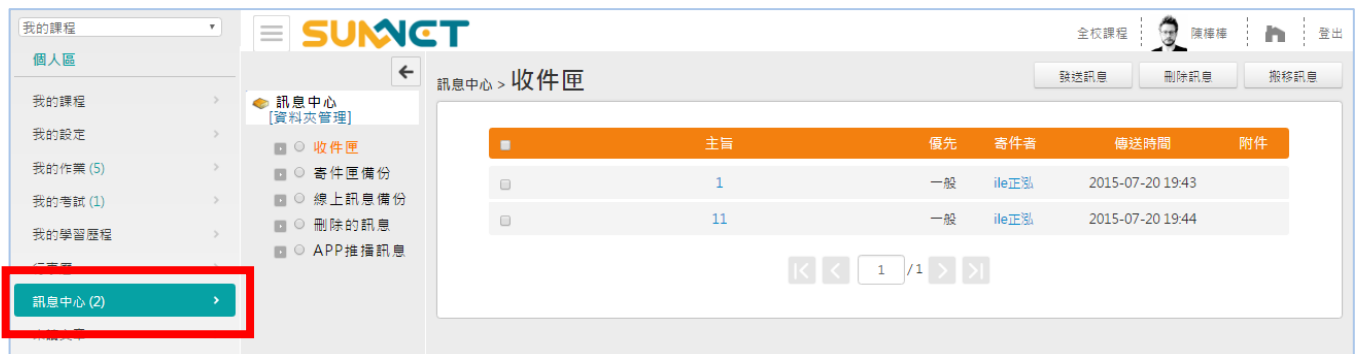 我的課程
SUNNET
全校課程
陳棒棒
登出
個人區
我的課程
我的設定
我的作業 (5)
我的考試 (1)
我的學習歷程
訊息中心 (2)
訊息中心
[資料夾管理]
收件匣
寄件匣備份
線上訊息備份
刪除的訊息
APP推播訊息
訊息中心 > 收件匣
發送訊息
刪除訊息
搬移訊息
主旨 優先 寄件者 傳送時間 附件
1 一般 ile正泓 2015-07-20 19:43
11 一般 ile正泓 2015-07-20 19:44
1 /1